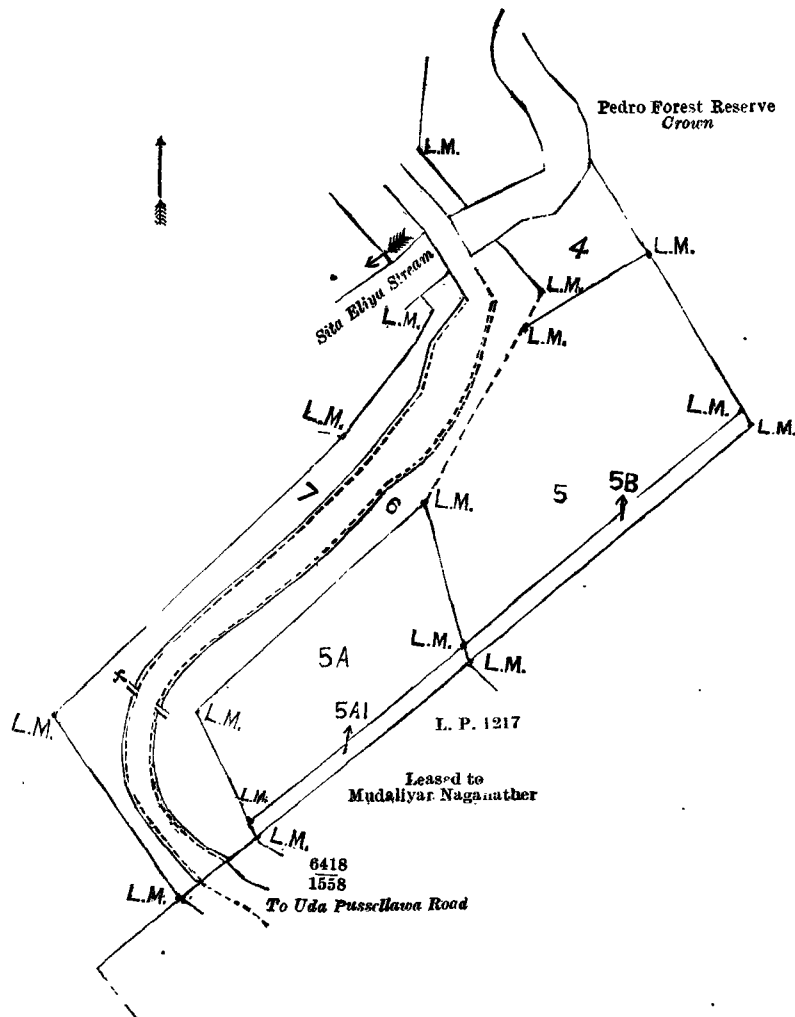 Pedro Forest Reserve
Crown
L.M.
4
L.M.
Sita Eliya Stream
L.M.
L.M.
L.M.
L.M.
L.M.
L.M.
7
6
L.M.
5
5B
L.M.
L.M.
5A
5A1
L.M.
L.M.
L. P. 1217
Leased to
Mudaliyar Naganather
L.M.
L.M.
6418
1558
L.M.
To Uda Pussellawa Road